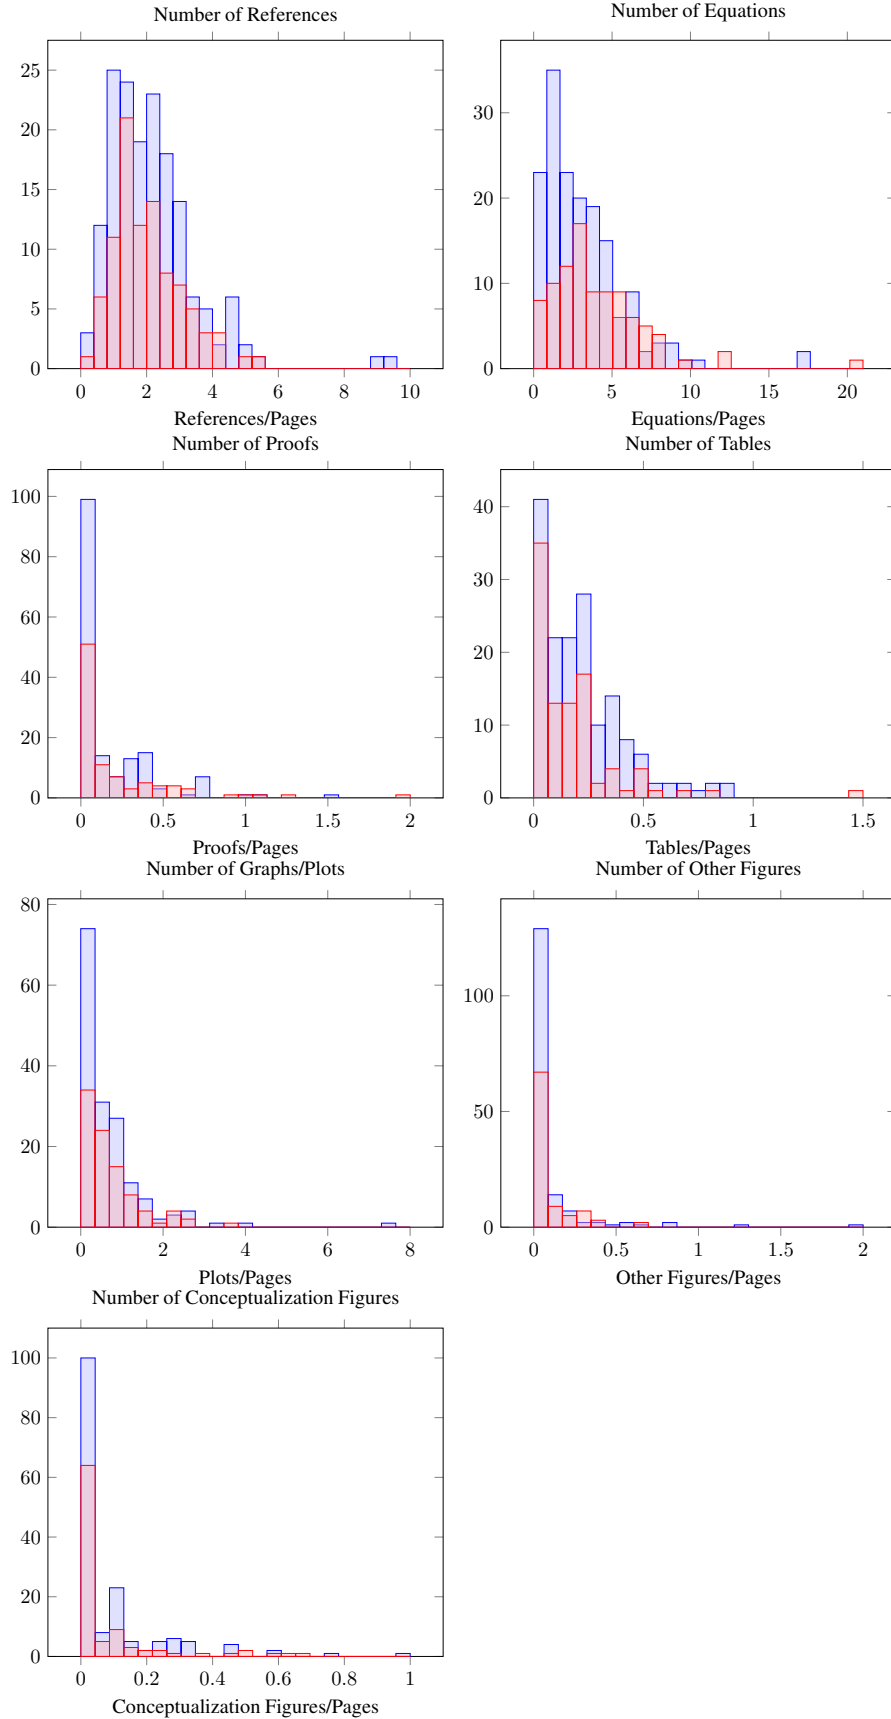 Number of References
25
20
15
10
5
0
0 2 4 6 8 10
References/Pages
Number of Equations
30
20
10
0
0 5 10 15 20
Equations/Pages
Number of Proofs
100
80
60
40
20
0
0 0.5 1 1.5 2
Proofs/Pages
Number of Tables
40
30
20
10
0
0 0.5 1 1.5
Tables/Pages
Number of Graphs/Plots
80
60
40
20
0
0 2 4 6 8
Plots/Pages
Number of Other Figures
100
50
0
0 0.5 1 1.5 2
Other Figures/Pages
Number of Conceptualization Figures
100
80
60
40
20
0
0 0.2 0.4 0.6 0.8 1
Conceptualization Figures/Pages